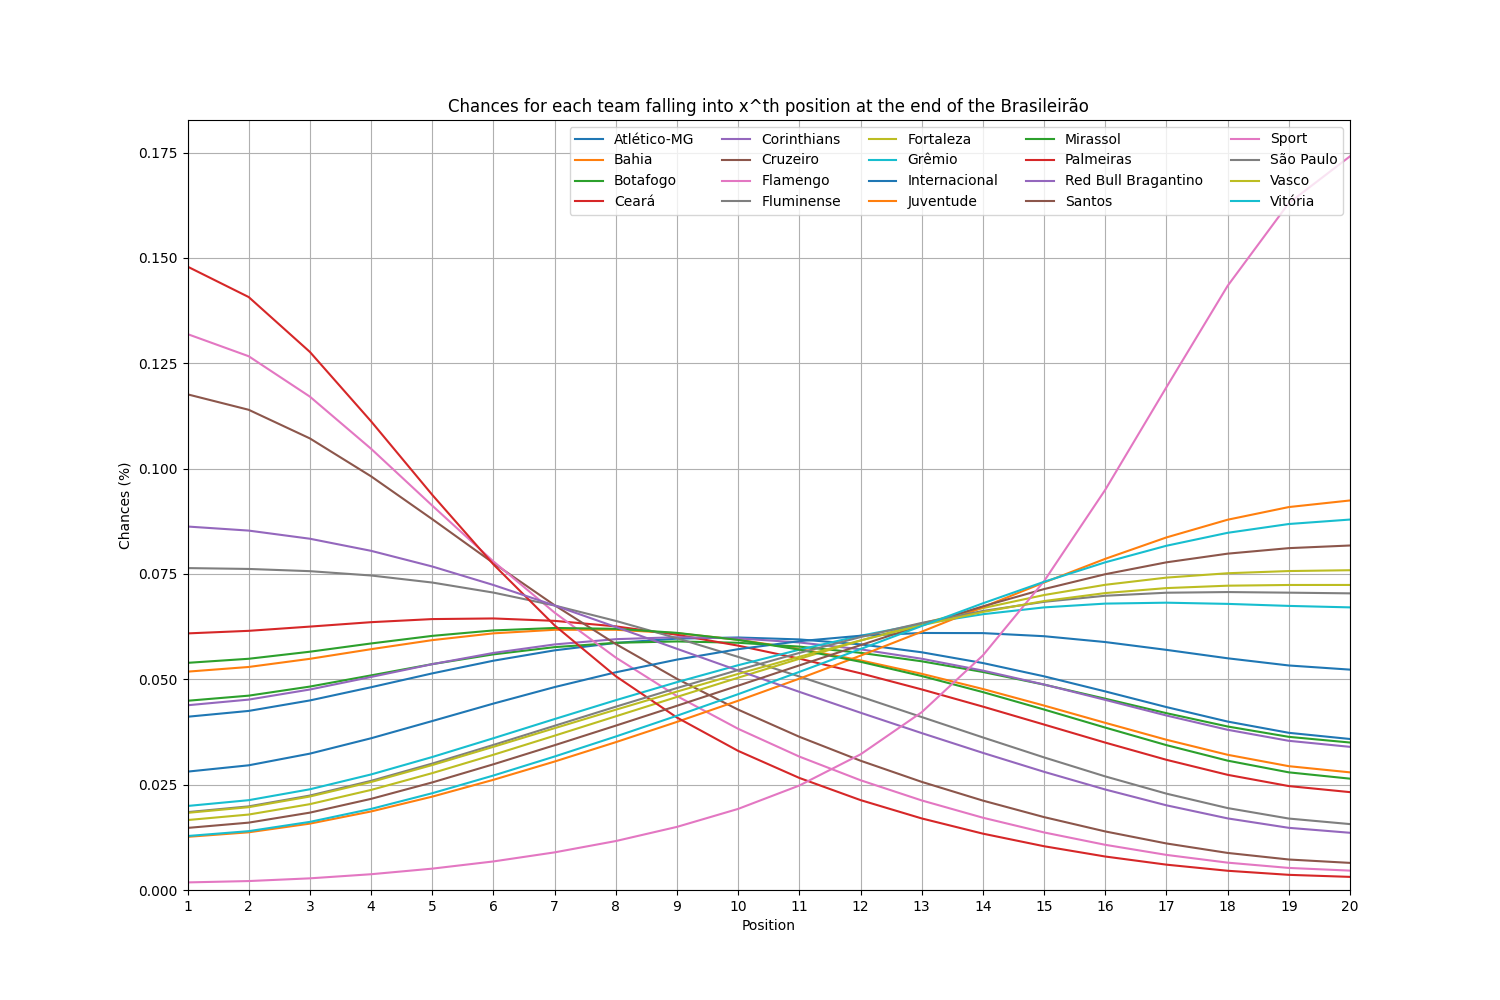 Chances for each team falling into x^th position at the end of the Brasileirão
Atlético-MG Corinthians Fortaleza Mirassol Sport
Bahia Cruzeiro Grêmio Palmeiras São Paulo
Botafogo Flamengo Internacional Red Bull Bragantino Vasco
Ceará Fluminense Juventude Santos Vitória
0.175
0.150
0.125
0.100
0.075
0.050
0.025
0.000
Chances (%)
1 2 3 4 5 6 7 8 9 10 11 12 13 14 15 16 17 18 19 20
Position